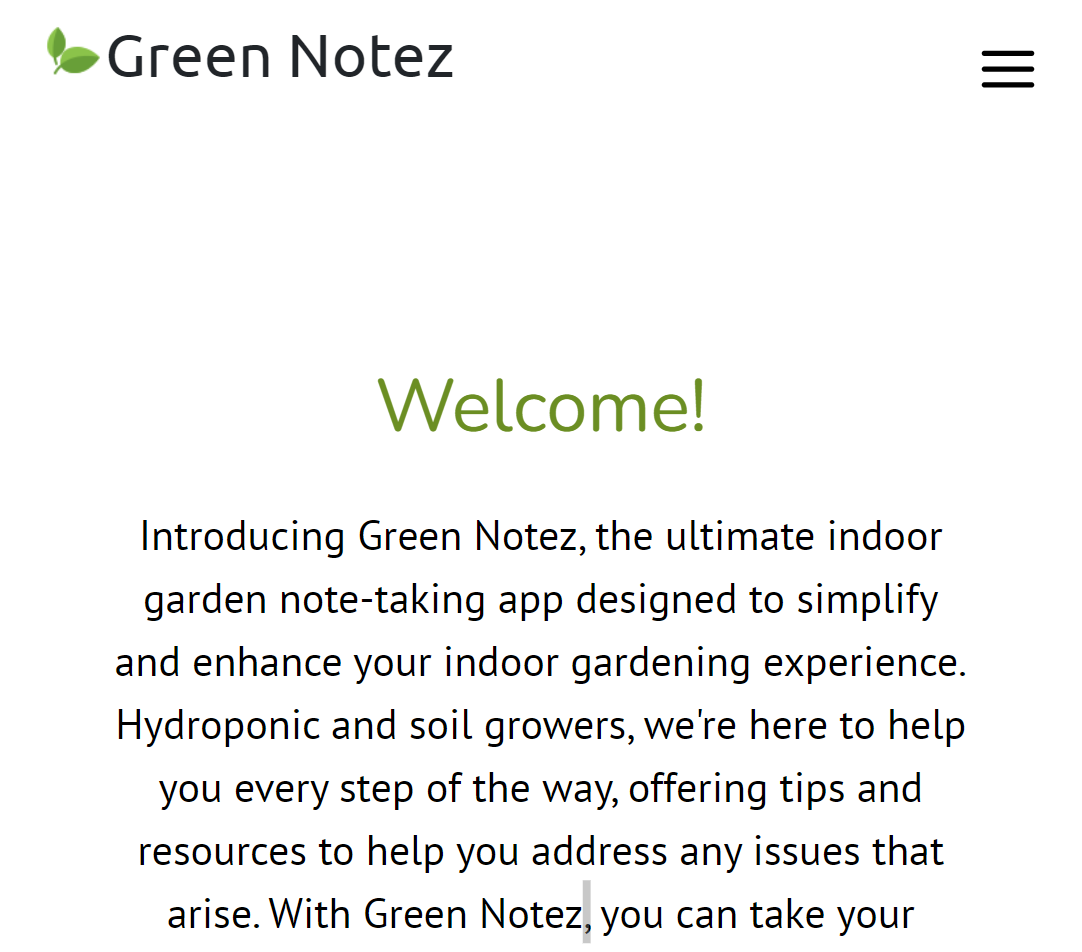 Green Notez
Welcome!
Introducing Green Notez, the ultimate indoor
garden note-taking app designed to simplify
and enhance your indoor gardening experience.
Hydroponic and soil growers, we're here to help
you every step of the way, offering tips and
resources to help you address any issues that
arise. With Green Notez, you can take your